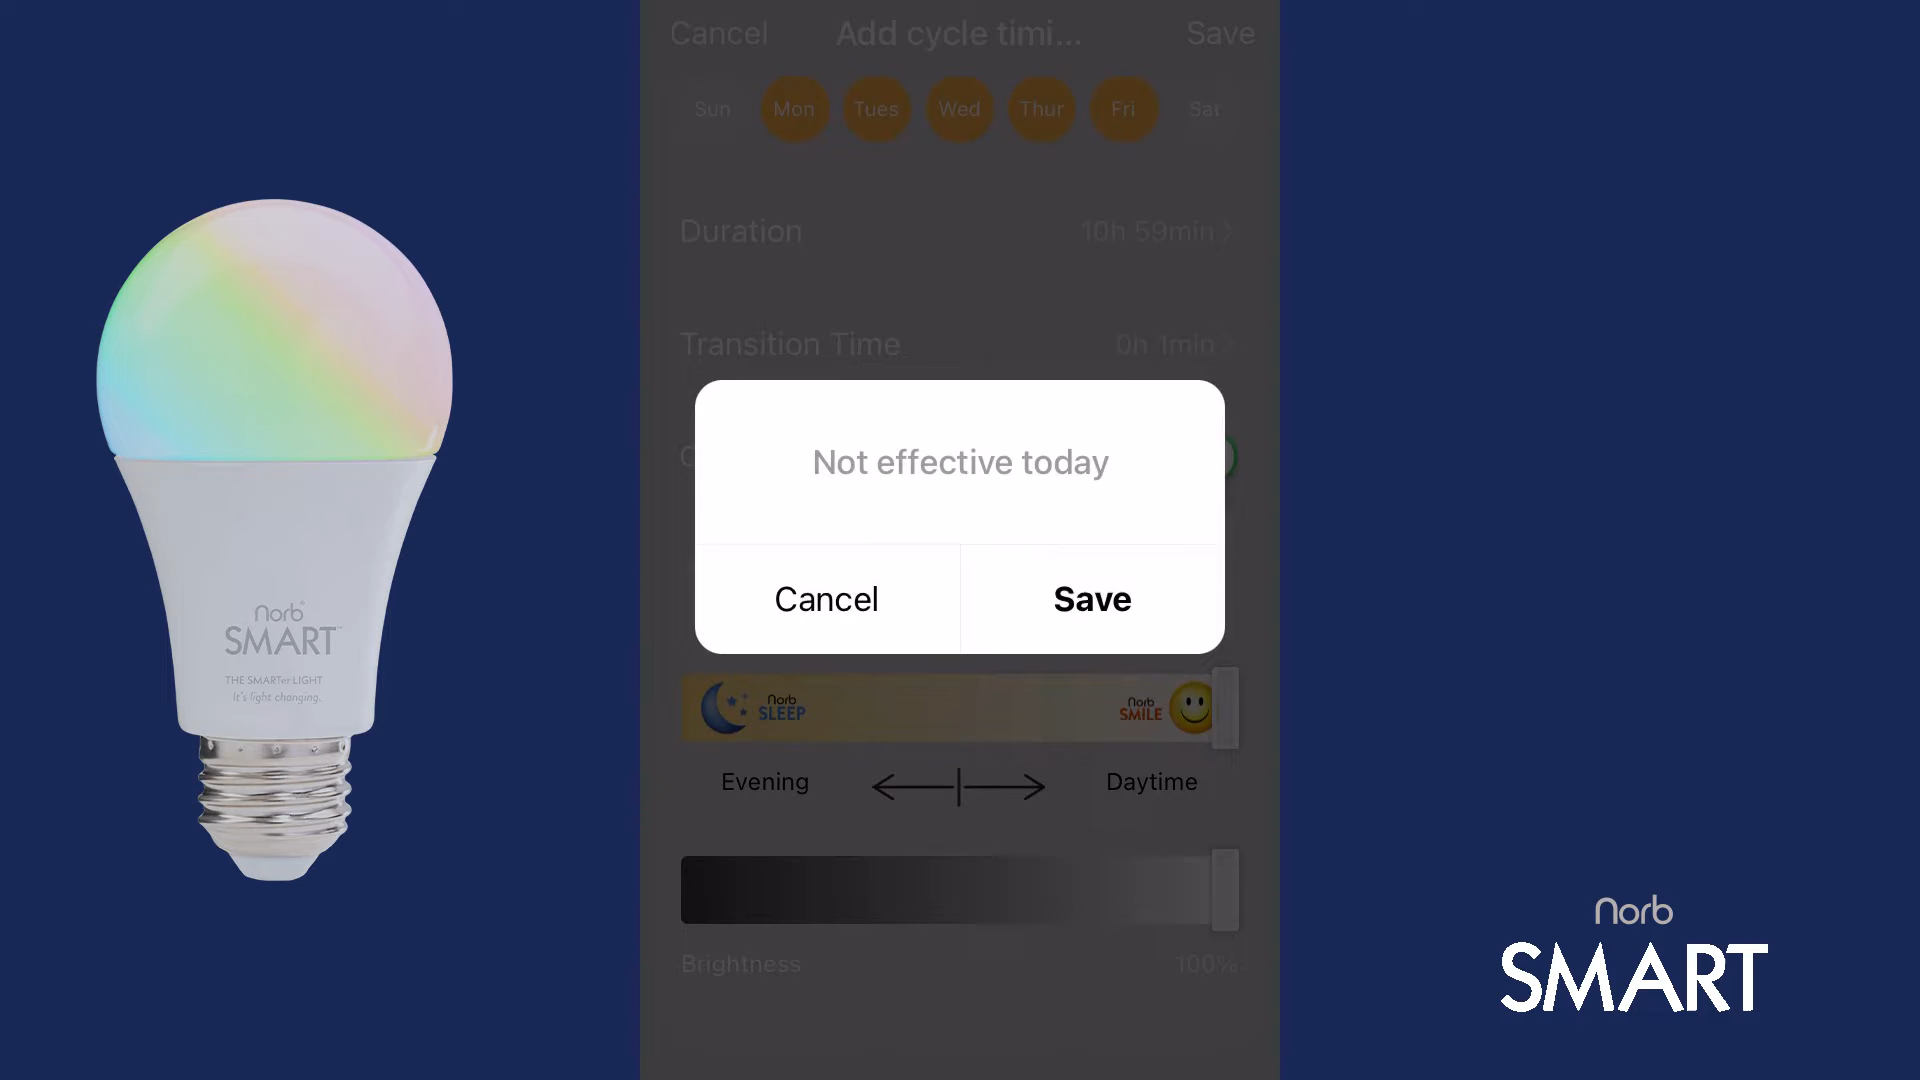 Cancel Add cycle timi... Save
Sun Mon Tues Wed Thur Fri Sat
Duration 10h 59min
Transition Time 0h 1min
Not effective today
Cancel Save
norb SLEEP
norb SMILE
Evening Daytime
Brightness 100%
norb
SMART™
THE SMARTer LIGHT
It's light changing.
norb
SMART